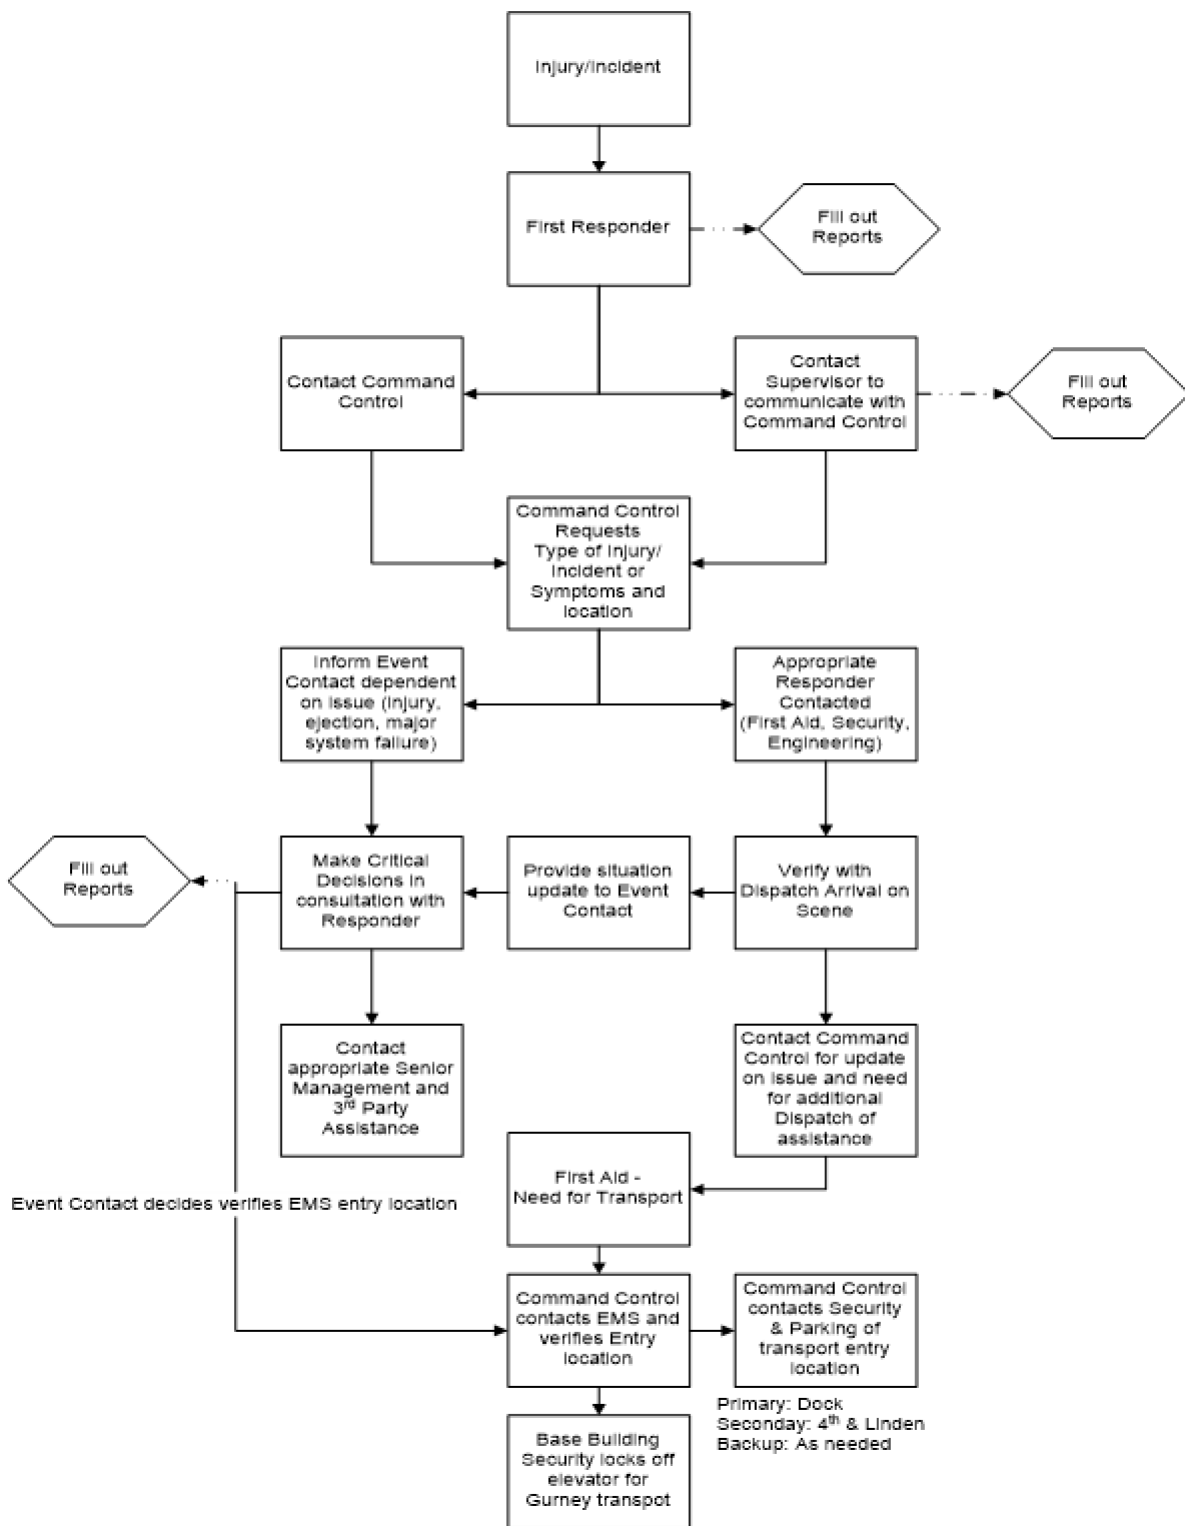 Injury/Incident
First Responder
Fill out
Reports
Contact Command
Control
Contact
Supervisor to
communicate with
Command Control
Fill out
Reports
Command Control
Requests
Type of Injury/
Incident or
Symptoms and
location
Inform Event
Contact dependent
on issue (injury,
ejection, major
system failure)
Appropriate
Responder
Contacted
(First Aid, Security,
Engineering)
Fill out
Reports
Make Critical
Decisions in
consultation with
Responder
Provide situation
update to Event
Contact
Verify with
Dispatch Arrival on
Scene
Contact
appropriate Senior
Management and
3rd Party
Assistance
Contact Command
Control for update
on issue and need
for additional
Dispatch of
assistance
First Aid -
Need for Transport
Event Contact decides verifies EMS entry location
Command Control
contacts EMS and
verifies Entry
location
Command Control
contacts Security
& Parking of
transport entry
location
Primary: Dock
Seconday: 4th & Linden
Backup: As needed
Base Building
Security locks off
elevator for
Gurney transpot